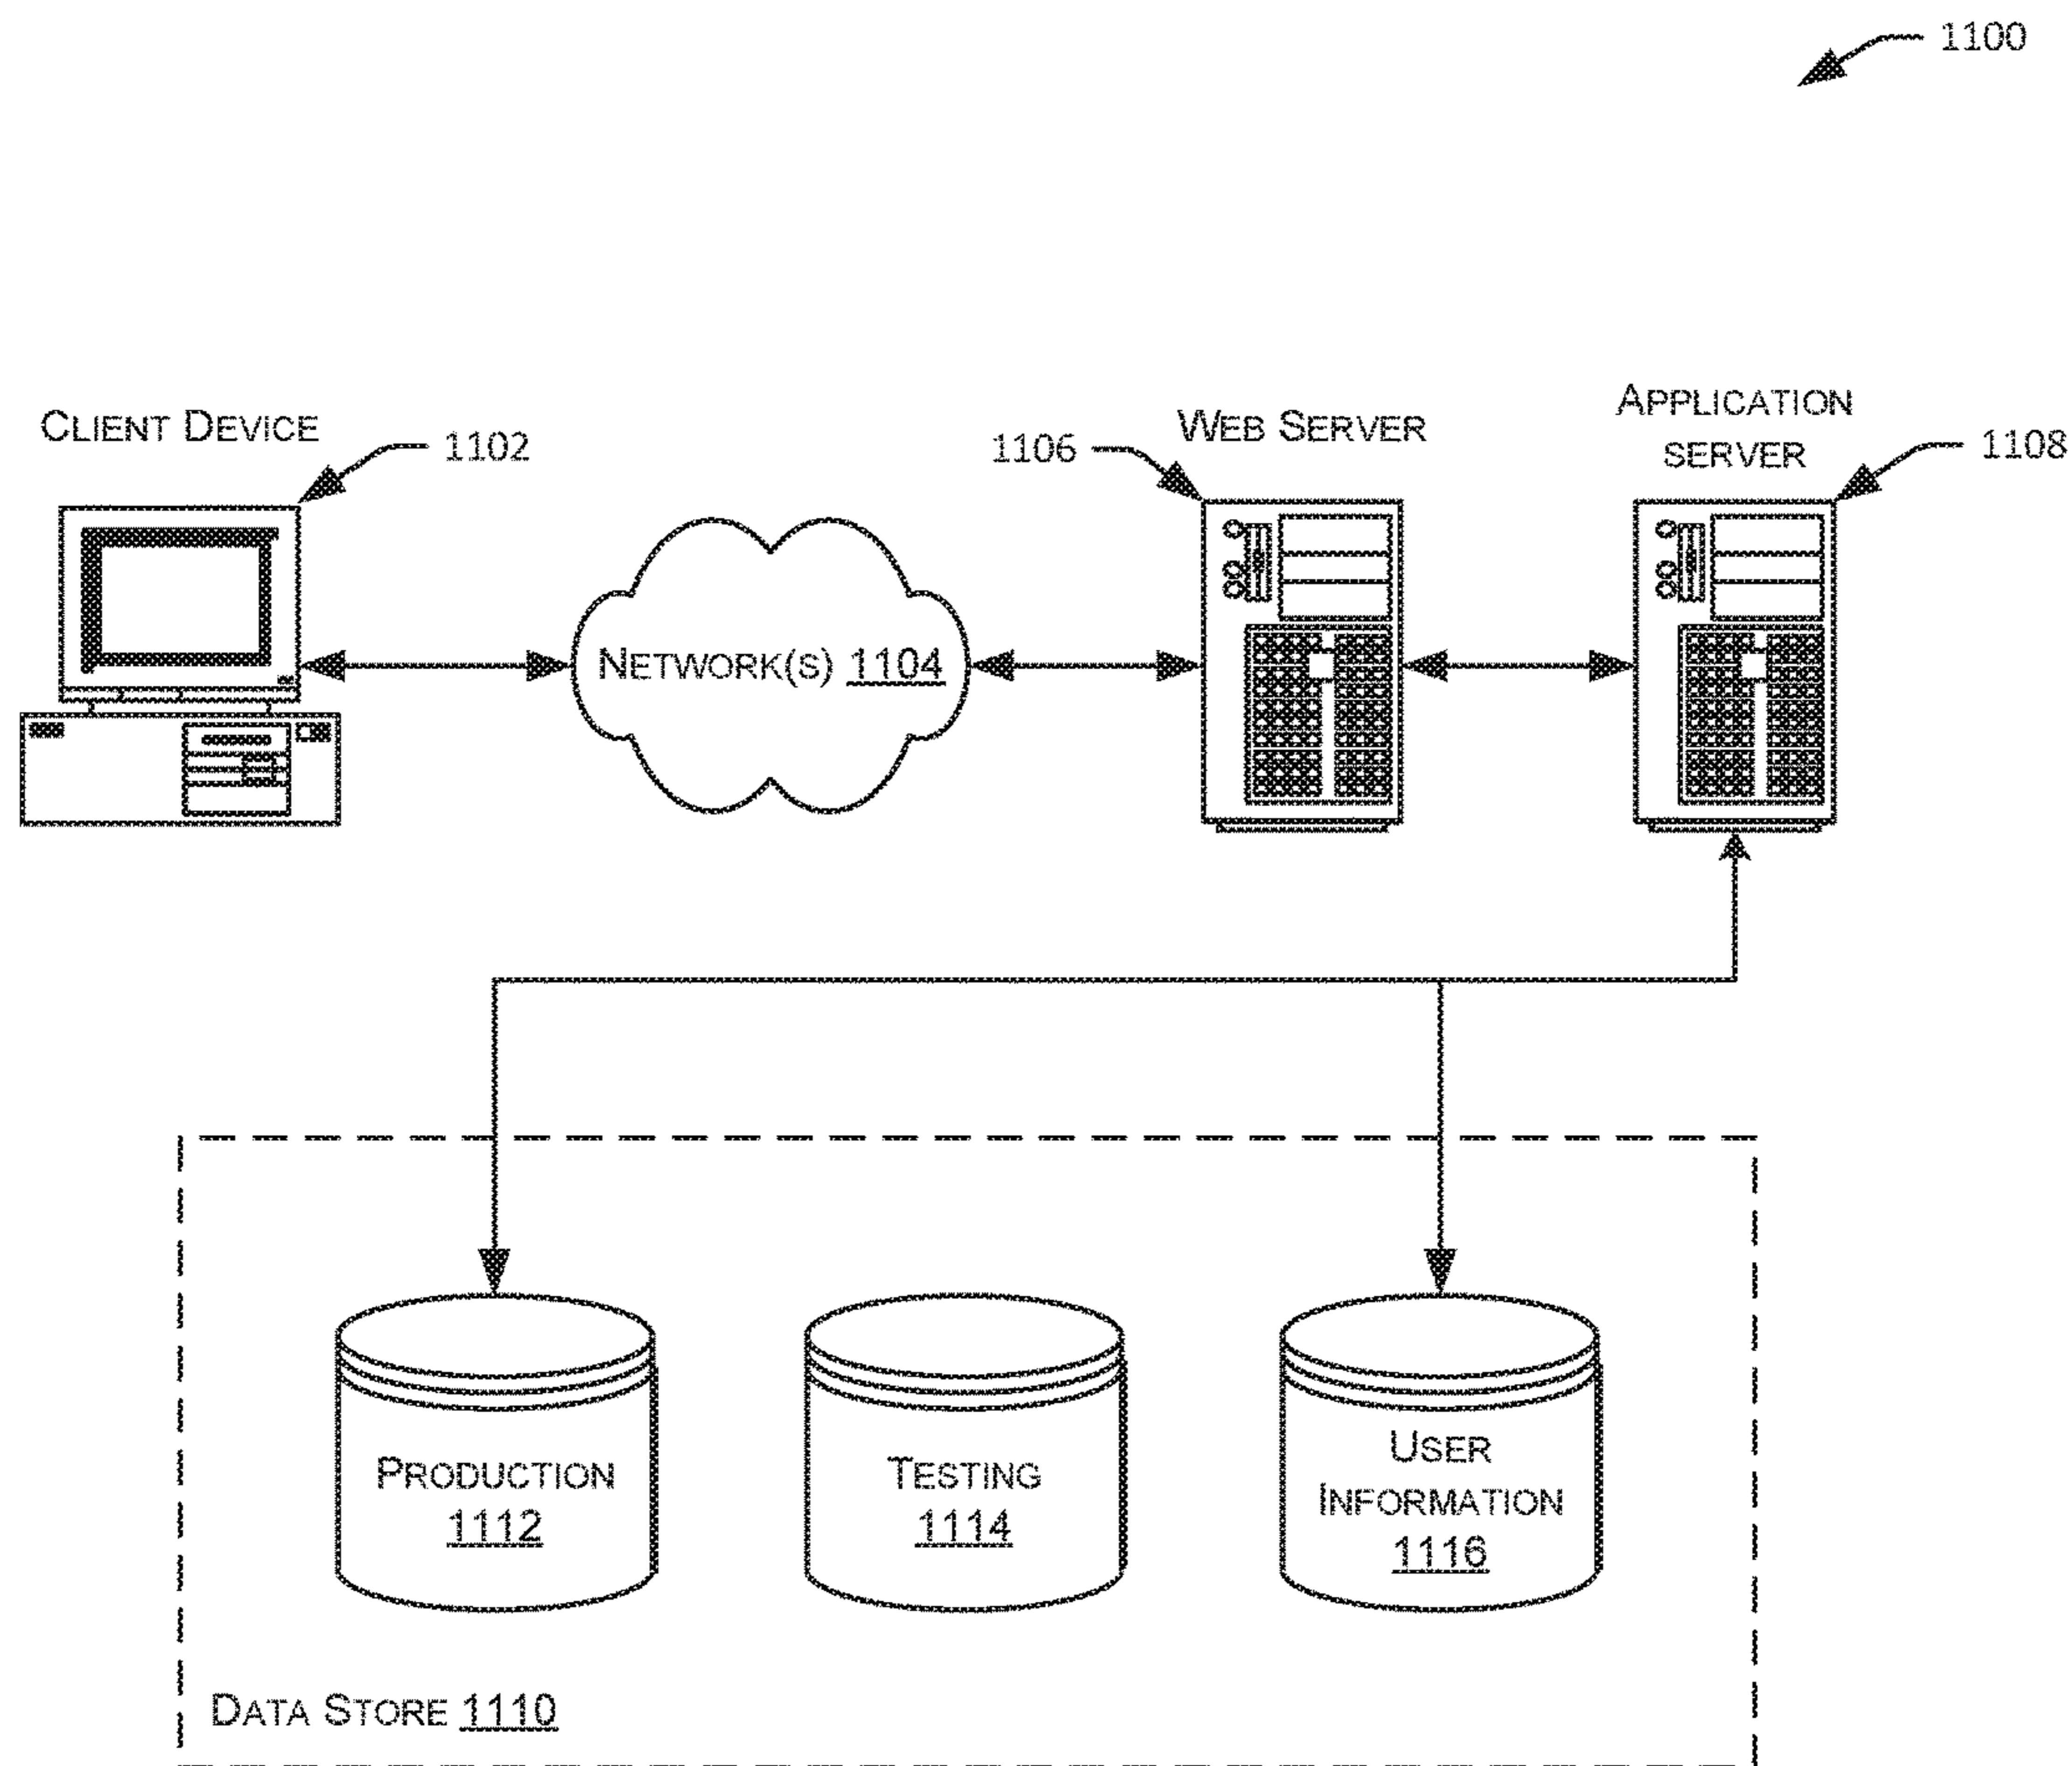 1100
CLIENT DEVICE
1102
1106
WEB SERVER
APPLICATION
SERVER
1108
NETWORK(S) 1104
PRODUCTION
1112
TESTING
1114
USER
INFORMATION
1116
DATA STORE 1110